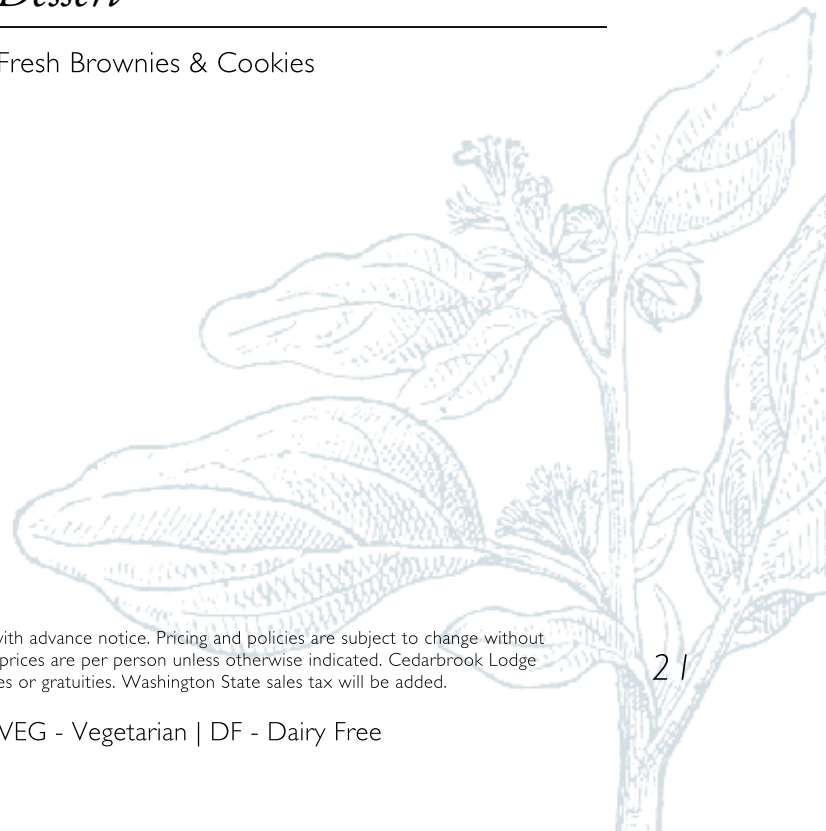 Dessert
Fresh Brownies & Cookies
with advance notice. Pricing and policies are subject to change without
prices are per person unless otherwise indicated. Cedarbrook Lodge
es or gratuities. Washington State sales tax will be added.
21
VEG - Vegetarian | DF - Dairy Free